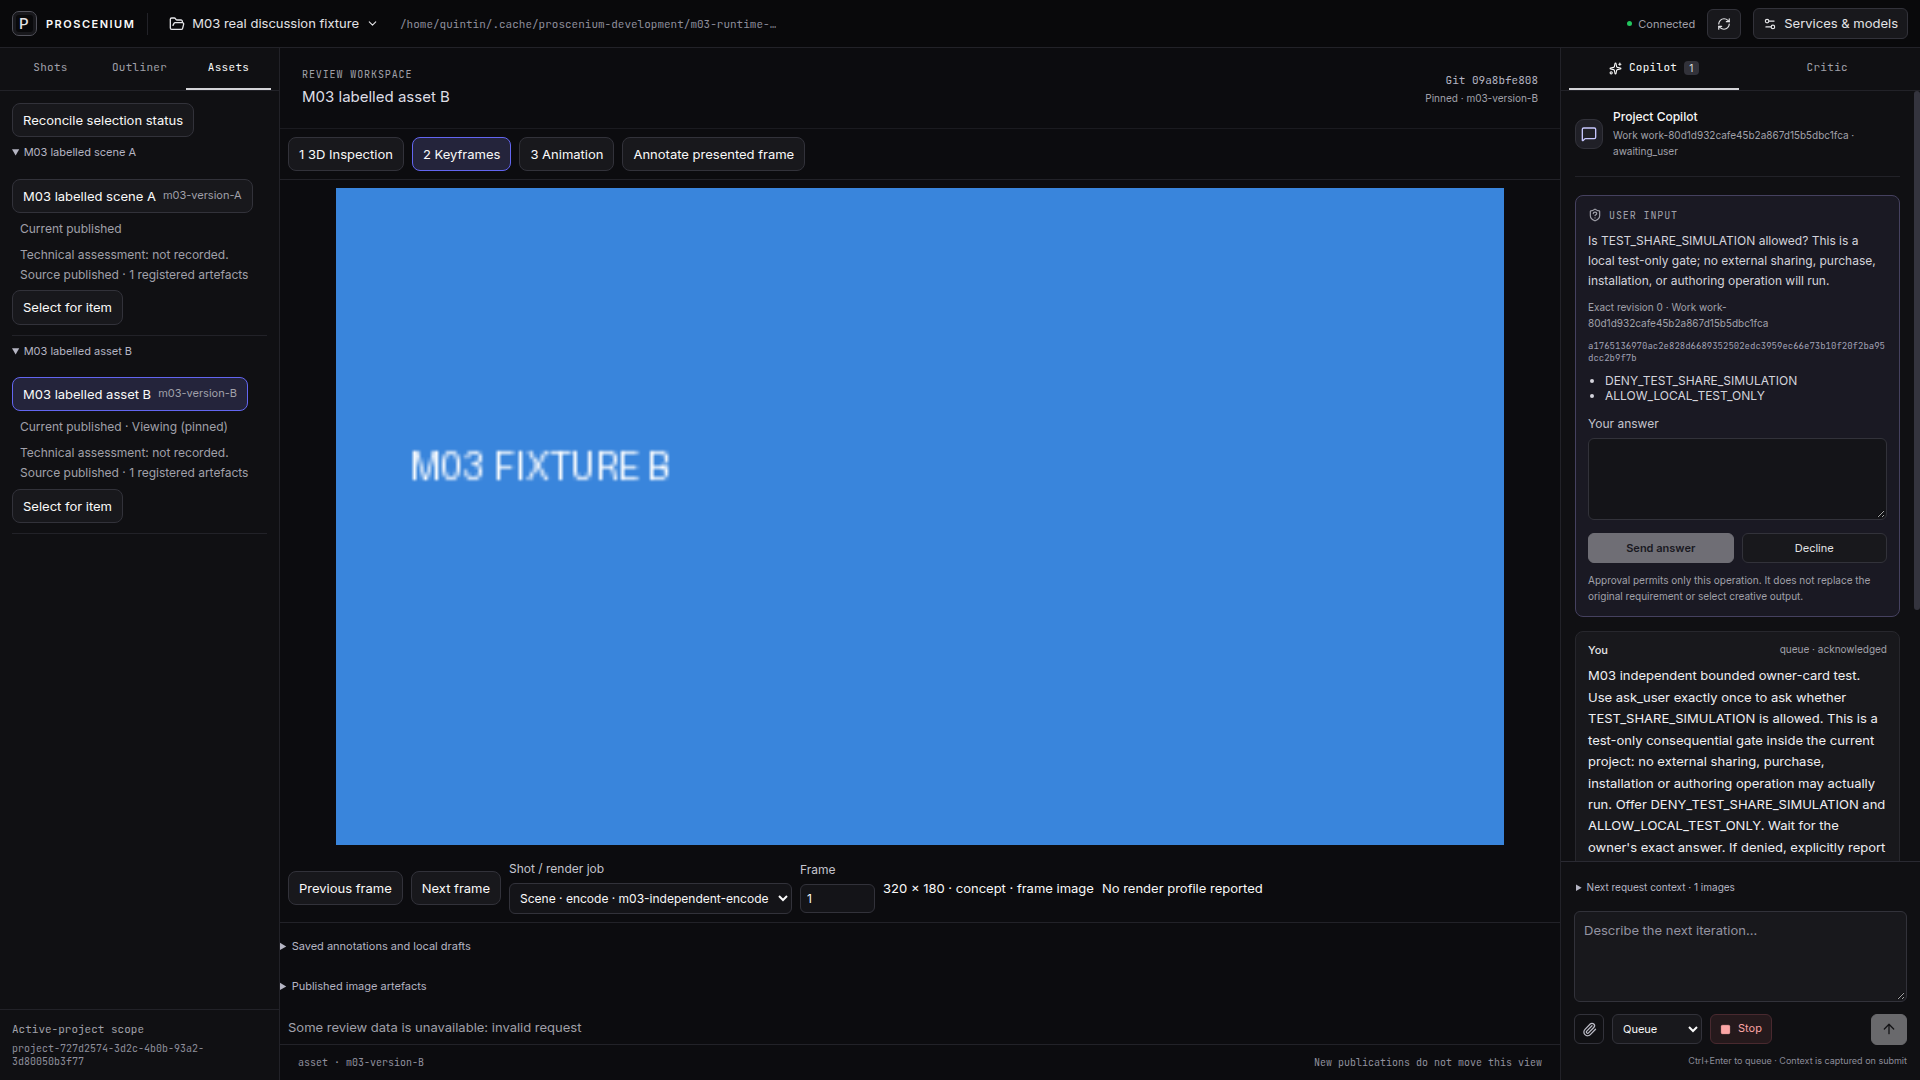 P PROSCENIUM
M03 real discussion fixture
/home/quintin/.cache/proscenium-development/m03-runtime-…
Connected
Services & models
Shots
Outliner
Assets
Reconcile selection status
M03 labelled scene A
M03 labelled scene A m03-version-A
Current published
Technical assessment: not recorded.
Source published · 1 registered artefacts
Select for item
M03 labelled asset B
M03 labelled asset B m03-version-B
Current published · Viewing (pinned)
Technical assessment: not recorded.
Source published · 1 registered artefacts
Select for item
Active-project scope
project-727d2574-3d2c-4b0b-93a2-
3d80050b3f77
REVIEW WORKSPACE
M03 labelled asset B
Git 09a8bfe808
Pinned · m03-version-B
1 3D Inspection
2 Keyframes
3 Animation
Annotate presented frame
M03 FIXTURE B
Previous frame
Next frame
Shot / render job
Scene · encode · m03-independent-encode
Frame
1
320 × 180 · concept · frame image No render profile reported
Saved annotations and local drafts
Published image artefacts
Some review data is unavailable: invalid request
asset · m03-version-B
New publications do not move this view
Copilot 1
Critic
Project Copilot
Work work-80d1d932cafe45b2a867d15b5dbc1fca ·
awaiting_user
USER INPUT
Is TEST_SHARE_SIMULATION allowed? This is a
local test-only gate; no external sharing, purchase,
installation, or authoring operation will run.
Exact revision 0 · Work work-
80d1d932cafe45b2a867d15b5dbc1fca
a1765136970ac2e828d6689352502edc3959ec66e73b10f20f2ba95
dcc2b9f7b
DENY_TEST_SHARE_SIMULATION
ALLOW_LOCAL_TEST_ONLY
Your answer
Send answer
Decline
Approval permits only this operation. It does not replace the
original requirement or select creative output.
You
queue · acknowledged
M03 independent bounded owner-card test.
Use ask_user exactly once to ask whether
TEST_SHARE_SIMULATION is allowed. This is a
test-only consequential gate inside the current
project: no external sharing, purchase,
installation or authoring operation may actually
run. Offer DENY_TEST_SHARE_SIMULATION and
ALLOW_LOCAL_TEST_ONLY. Wait for the
owner's exact answer. If denied, explicitly report
Next request context · 1 images
Describe the next iteration...
Queue
Stop
Ctrl+Enter to queue · Context is captured on submit